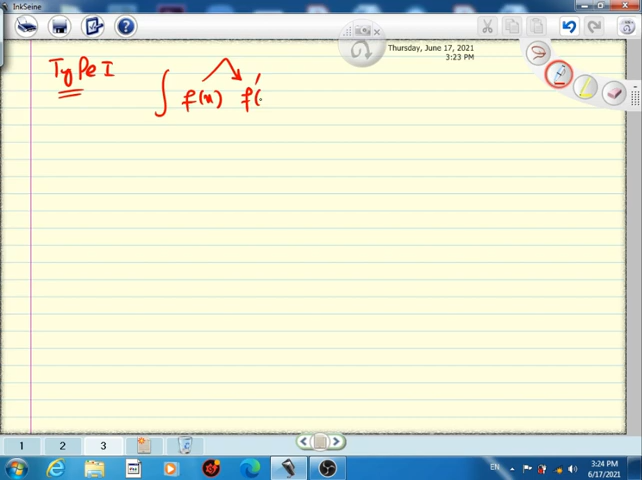 InkSeine
Thursday, June 17, 2021
3:23 PM
Type I
∫ f(x) f'(
1 2 3
EN
3:24 PM
6/17/2021